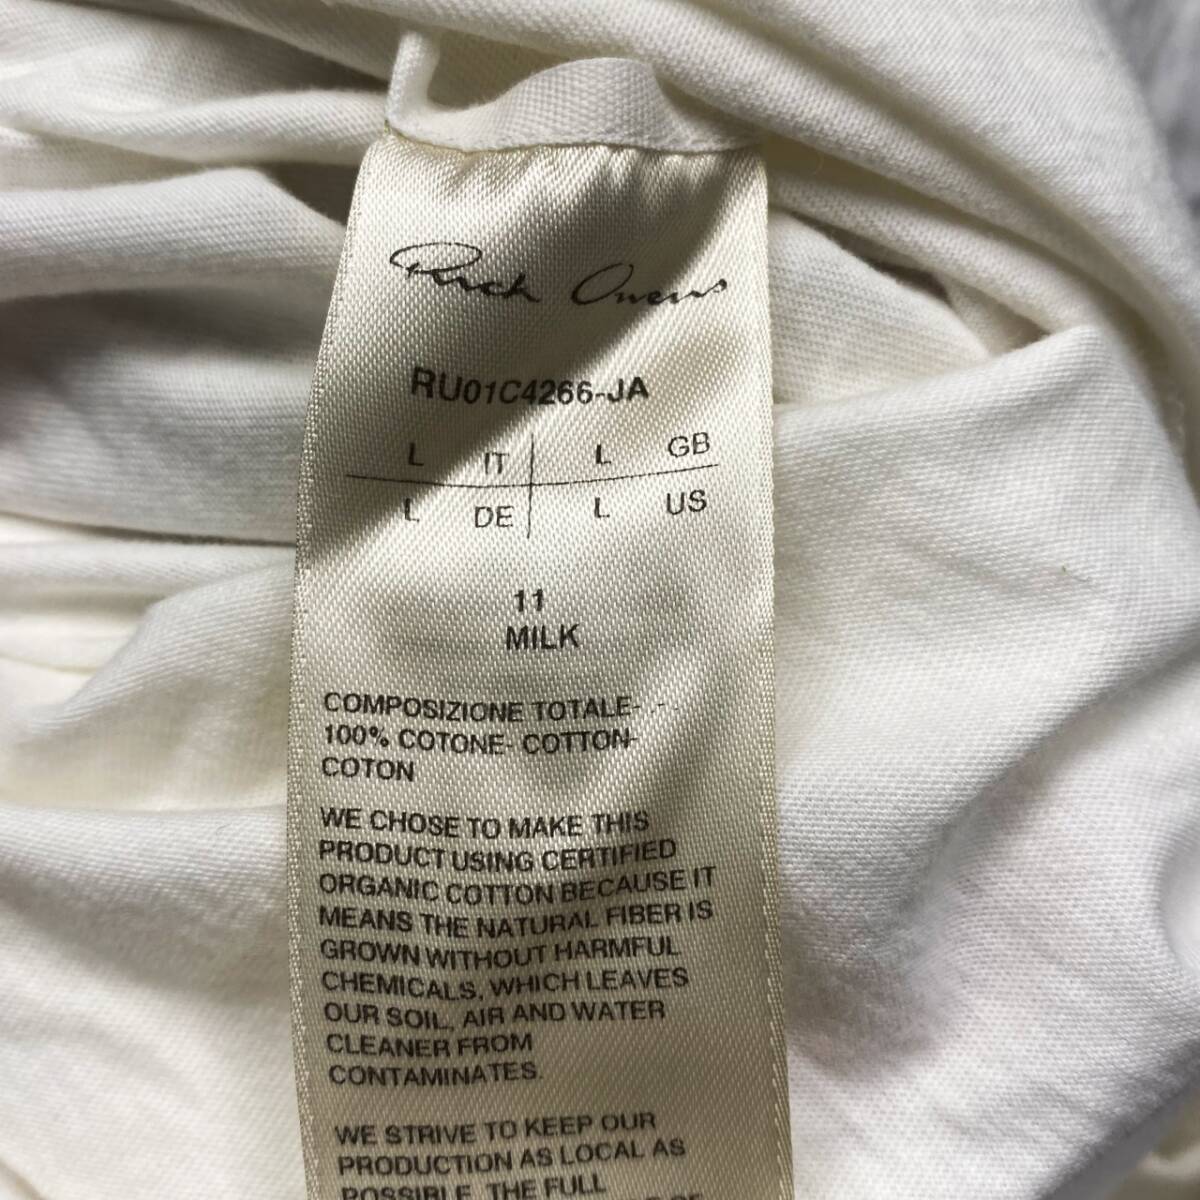 Rick Owens
RU01C4266-JA
L IT L GB
L DE L US
11
MILK
COMPOSIZIONE TOTALE-
100% COTONE- COTTON-
COTON
WE CHOSE TO MAKE THIS
PRODUCT USING CERTIFIED
ORGANIC COTTON BECAUSE IT
MEANS THE NATURAL FIBER IS
GROWN WITHOUT HARMFUL
CHEMICALS, WHICH LEAVES
OUR SOIL, AIR AND WATER
CLEANER FROM
CONTAMINATES.
WE STRIVE TO KEEP OUR
PRODUCTION AS LOCAL AS
POSSIBLE. THE FULL